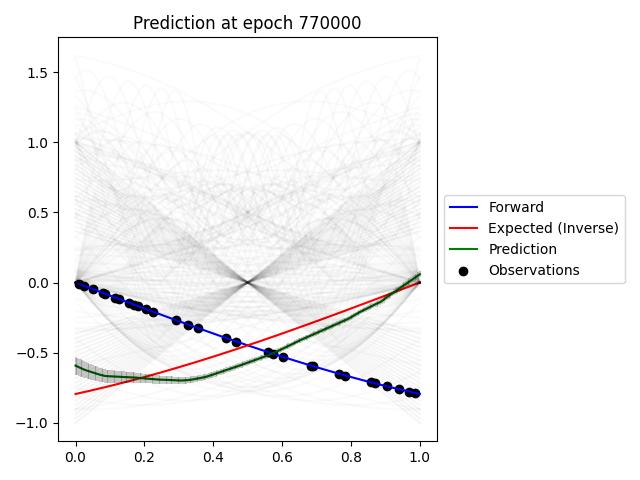 Prediction at epoch 770000
1.5
1.0
0.5
0.0
−0.5
−1.0
0.0 0.2 0.4 0.6 0.8 1.0
Forward
Expected (Inverse)
Prediction
Observations